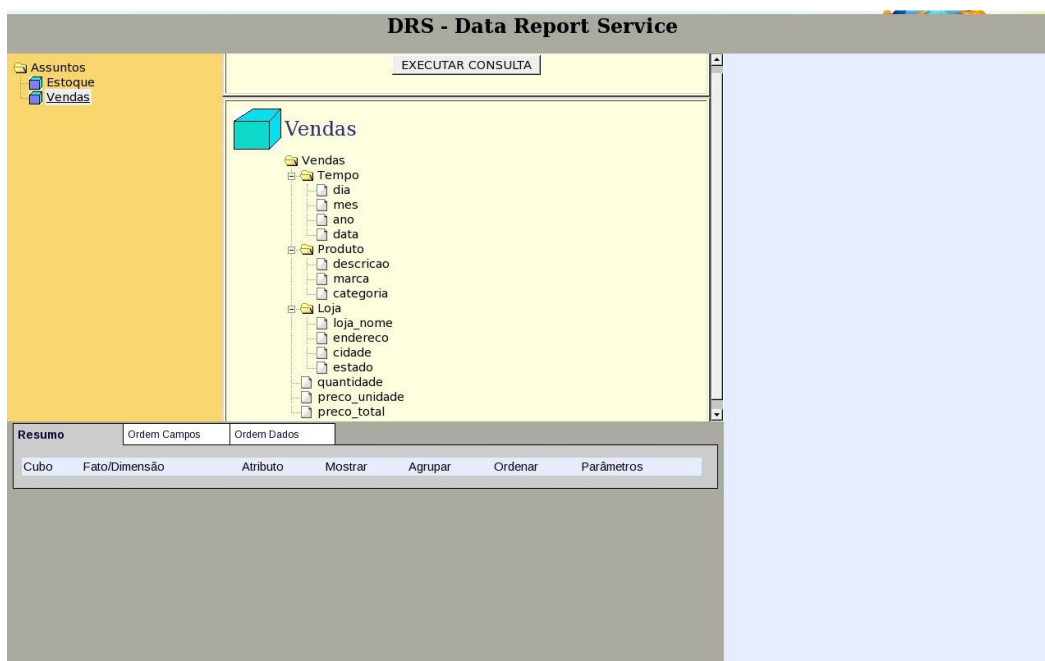 DRS - Data Report Service
Assuntos
Estoque
Vendas
EXECUTAR CONSULTA
Vendas
Vendas
Tempo
dia
mes
ano
data
Produto
descricao
marca
categoria
Loja
loja_nome
endereco
cidade
estado
quantidade
preco_unidade
preco_total
Resumo Ordem Campos Ordem Dados
Cubo Fato/Dimensão Atributo Mostrar Agrupar Ordenar Parâmetros